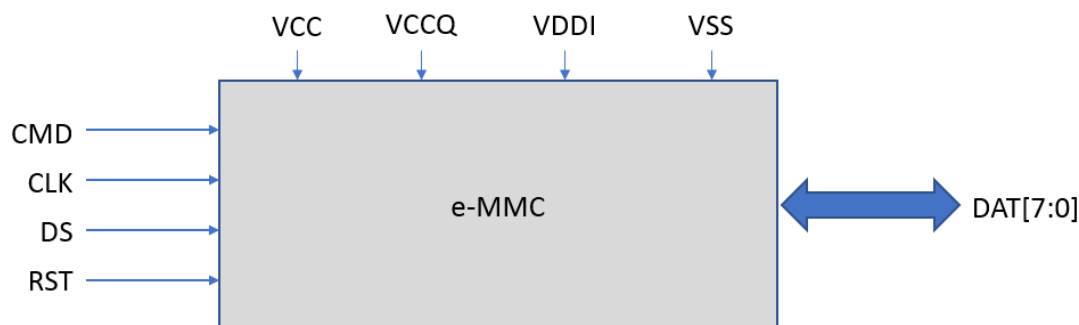 VCC VCCQ VDDI VSS
CMD
CLK
DS
RST
e-MMC
DAT[7:0]